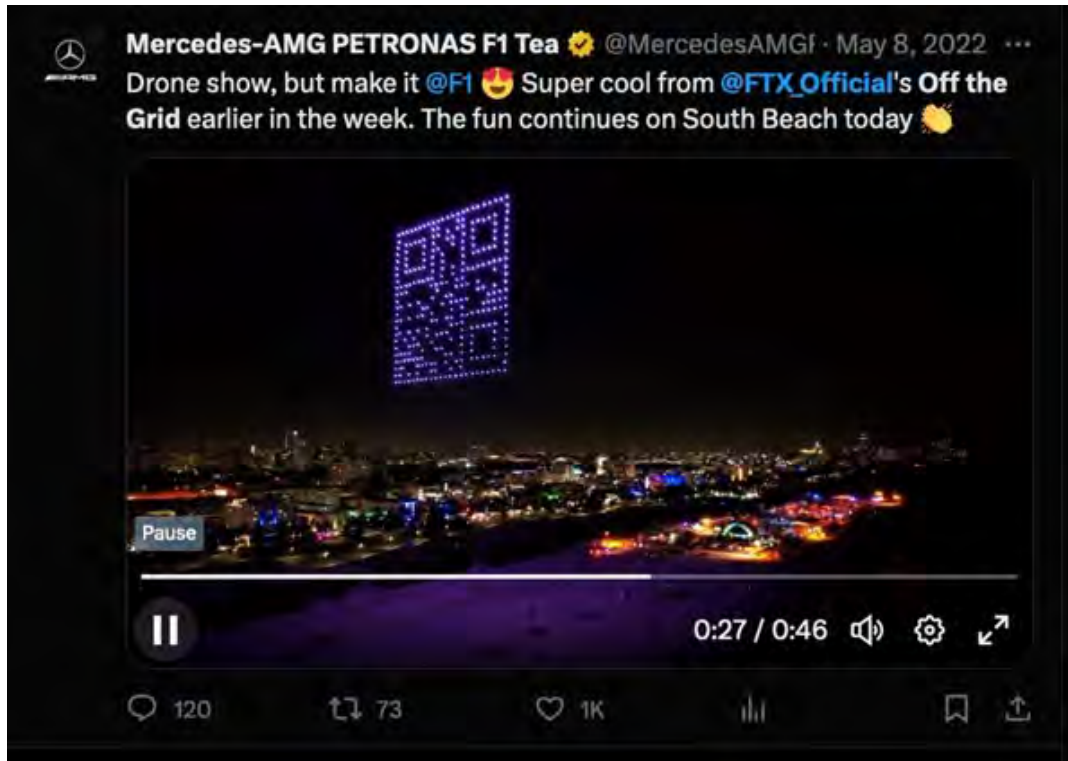 Mercedes-AMG PETRONAS F1 Tea @MercedesAMGF · May 8, 2022 ···
Drone show, but make it @F1 😍 Super cool from @FTX_Official's Off the
Grid earlier in the week. The fun continues on South Beach today 👏
Pause
0:27 / 0:46
120 73 1K